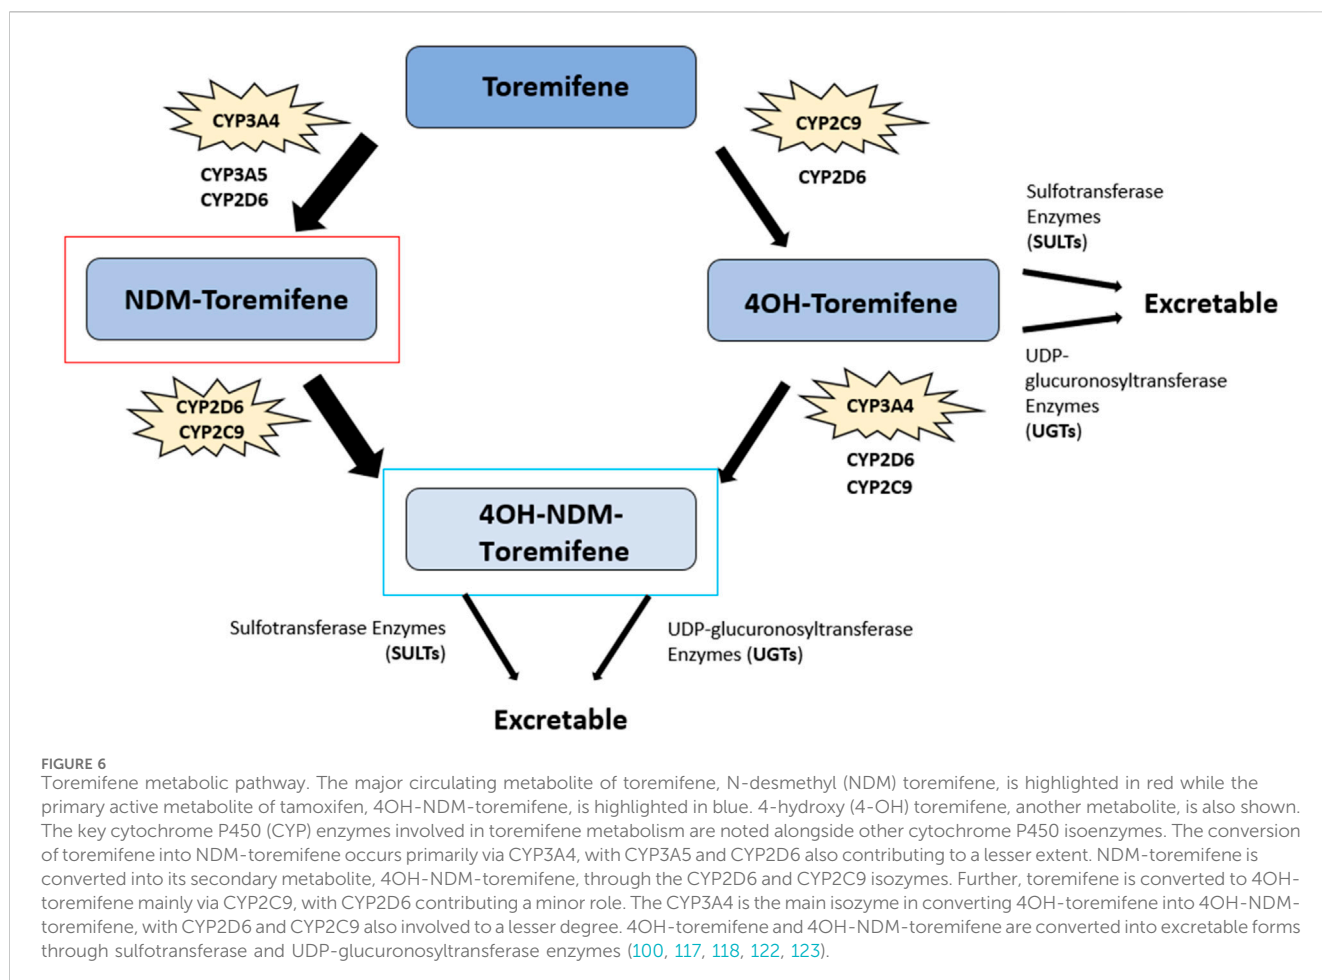 Toremifene
CYP3A4
CYP3A5
CYP2D6
CYP2C9
CYP2D6
Sulfotransferase
Enzymes
(SULTs)
NDM-Toremifene
4OH-Toremifene
Excretable
UDP-
glucuronosyltransferase
Enzymes
(UGTs)
CYP2D6
CYP2C9
CYP3A4
CYP2D6
CYP2C9
4OH-NDM-
Toremifene
Sulfotransferase Enzymes
(SULTs)
UDP-glucuronosyltransferase
Enzymes (UGTs)
Excretable
FIGURE 6
Toremifene metabolic pathway. The major circulating metabolite of toremifene, N-desmethyl (NDM) toremifene, is highlighted in red while the
primary active metabolite of tamoxifen, 4OH-NDM-toremifene, is highlighted in blue. 4-hydroxy (4-OH) toremifene, another metabolite, is also shown.
The key cytochrome P450 (CYP) enzymes involved in toremifene metabolism are noted alongside other cytochrome P450 isoenzymes. The conversion
of toremifene into NDM-toremifene occurs primarily via CYP3A4, with CYP3A5 and CYP2D6 also contributing to a lesser extent. NDM-toremifene is
converted into its secondary metabolite, 4OH-NDM-toremifene, through the CYP2D6 and CYP2C9 isozymes. Further, toremifene is converted to 4OH-
toremifene mainly via CYP2C9, with CYP2D6 contributing a minor role. The CYP3A4 is the main isozyme in converting 4OH-toremifene into 4OH-NDM-
toremifene, with CYP2D6 and CYP2C9 also involved to a lesser degree. 4OH-toremifene and 4OH-NDM-toremifene are converted into excretable forms
through sulfotransferase and UDP-glucuronosyltransferase enzymes (100, 117, 118, 122, 123).